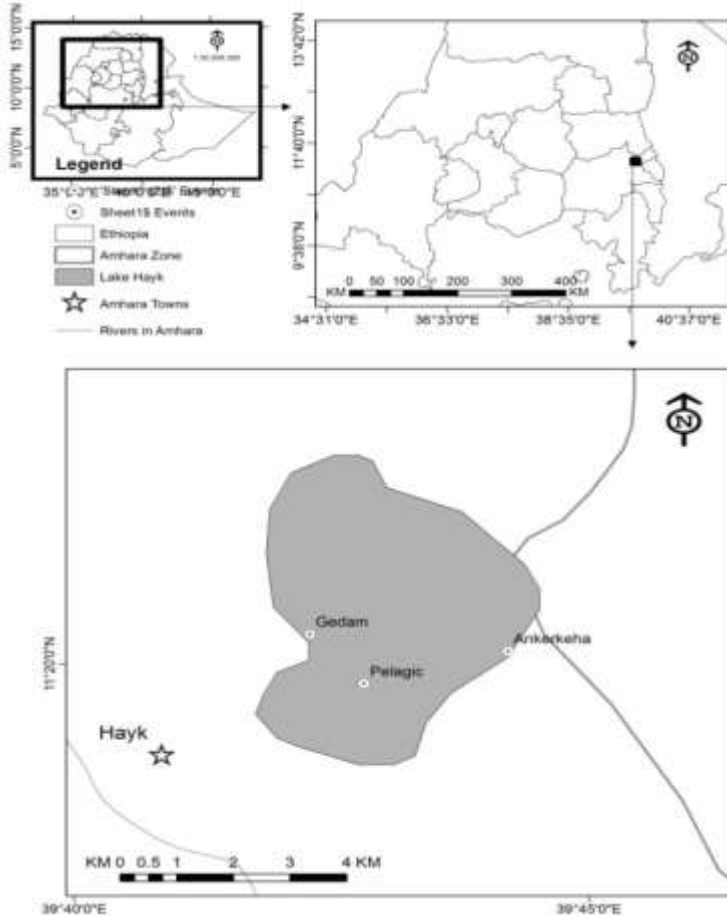 15°0'0"N
10°0'0"N
5°0'0"N
N
Legend
Sheet1$ Events
Ethiopia
Amhara Zone
Lake Hayk
Amhara Towns
Rivers in Amhara
13°42'0"N
11°40'0"N
9°38'0"N
N
0 50 100 200 300 400
KM KM
34°31'0"E 36°33'0"E 38°35'0"E 40°37'0"E
N
Gedam
Ankerkeha
Pelagic
11°20'0"N
Hayk
KM 0 0.5 1 2 3 4 KM
39°40'0"E 39°45'0"E